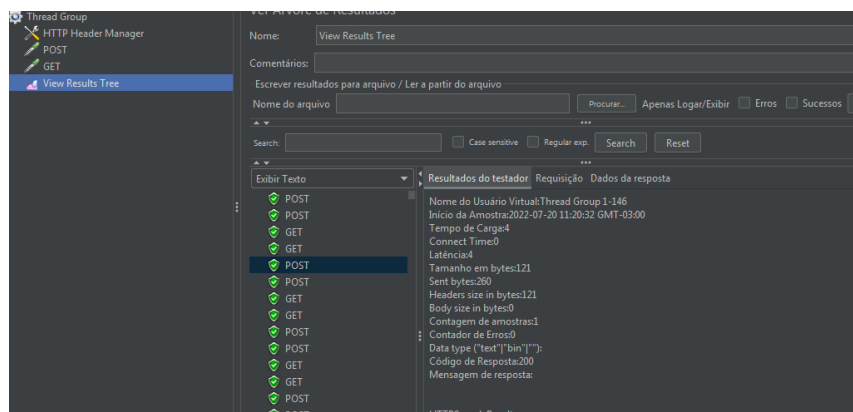 Thread Group
HTTP Header Manager
POST
GET
View Results Tree
Ver Árvore de Resultados
Nome: View Results Tree
Comentários:
Escrever resultados para arquivo / Ler a partir do arquivo
Nome do arquivo Procurar... Apenas Logar/Exibir Erros Sucessos
Search: Case sensitive Regular exp. Search Reset
Exibir Texto
POST
POST
GET
GET
POST
POST
GET
GET
POST
POST
GET
GET
POST
Resultados do testador Requisição Dados da resposta
Nome do Usuário Virtual:Thread Group 1-146
Início da Amostra:2022-07-20 11:20:32 GMT-03:00
Tempo de Carga:4
Connect Time:0
Latência:4
Tamanho em bytes:121
Sent bytes:260
Headers size in bytes:121
Body size in bytes:0
Contagem de amostras:1
Contador de Erros:0
Data type ("text"|"bin"|""):
Código de Resposta:200
Mensagem de resposta: